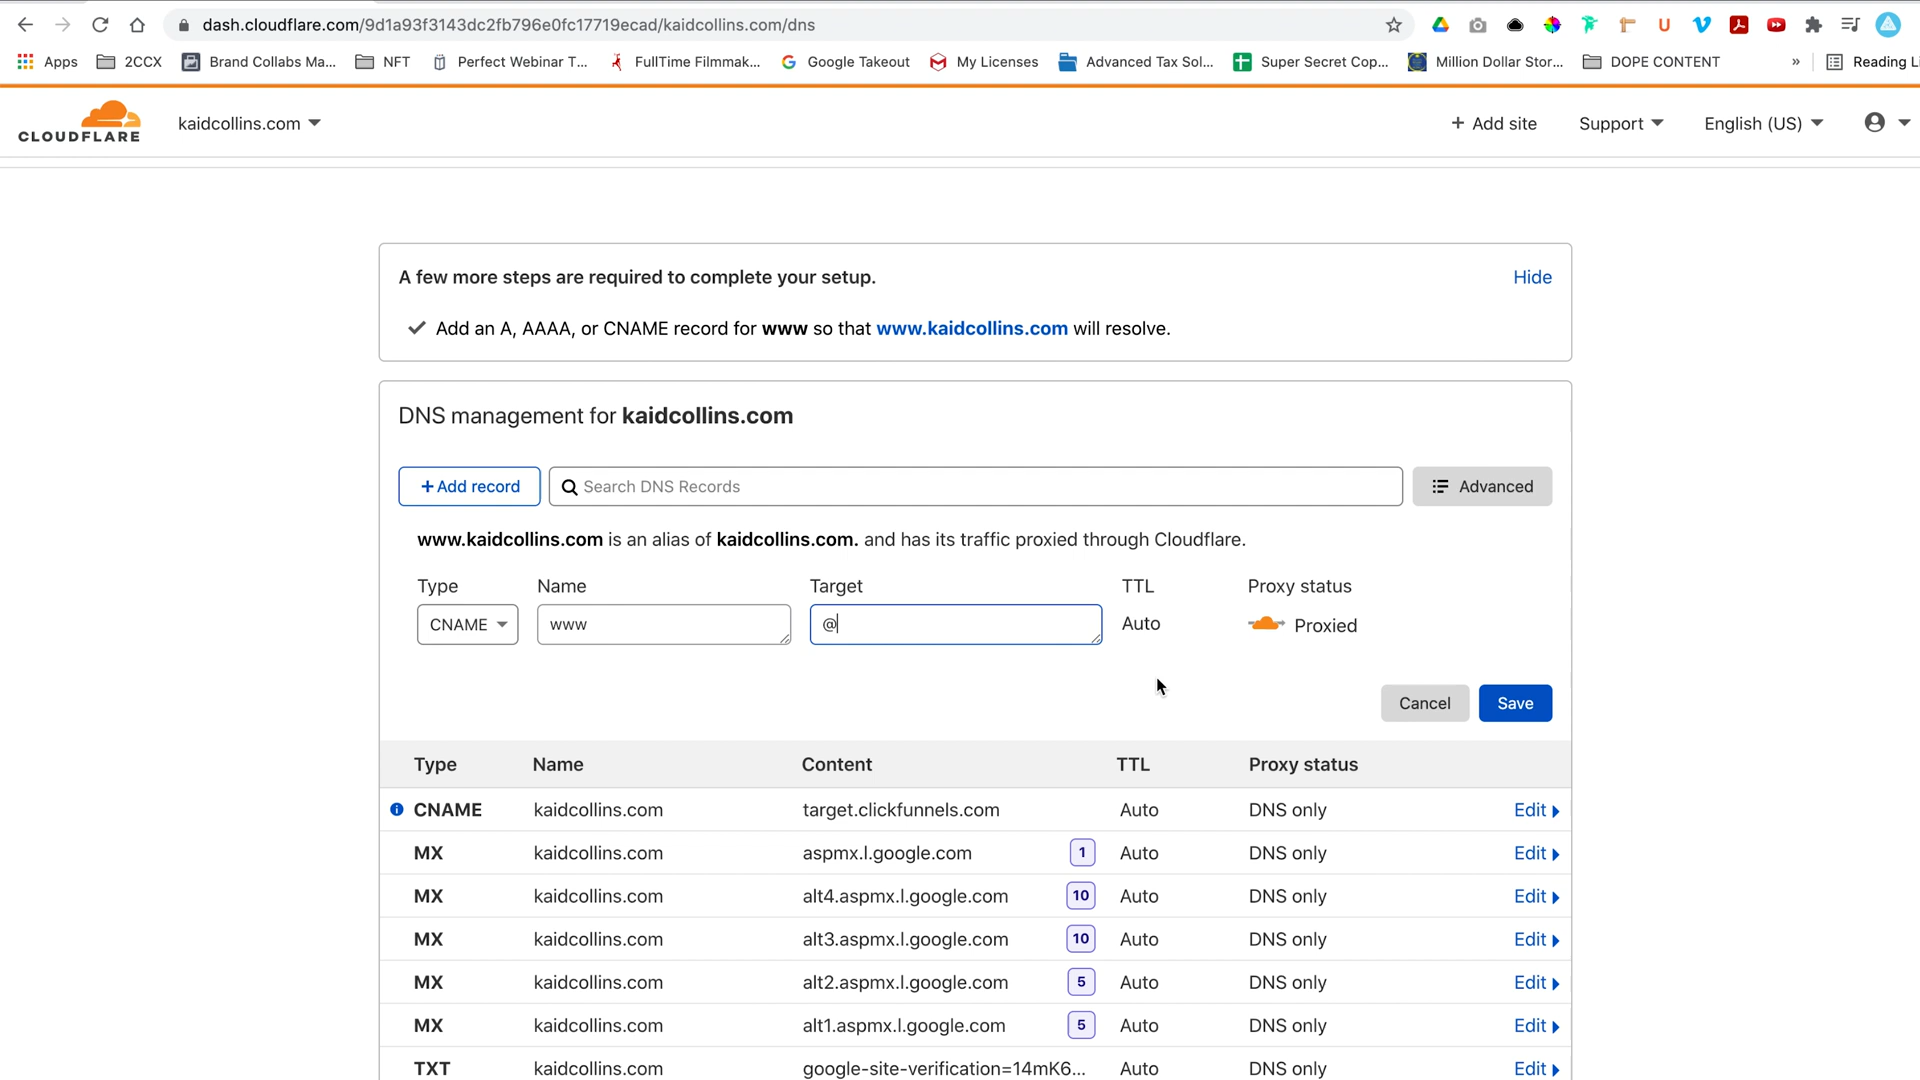 dash.cloudflare.com/9d1a93f3143dc2fb796e0fc17719ecad/kaidcollins.com/dns
Apps 2CCX Brand Collabs Ma... NFT Perfect Webinar T... FullTime Filmmak... Google Takeout My Licenses Advanced Tax Sol... Super Secret Cop... Million Dollar Stor... DOPE CONTENT » Reading Li
CLOUDFLARE kaidcollins.com + Add site Support English (US)
A few more steps are required to complete your setup. Hide
Add an A, AAAA, or CNAME record for www so that www.kaidcollins.com will resolve.
DNS management for kaidcollins.com
+ Add record Search DNS Records Advanced
www.kaidcollins.com is an alias of kaidcollins.com. and has its traffic proxied through Cloudflare.
Type Name Target TTL Proxy status
CNAME www @ Auto Proxied
Cancel Save
Type Name Content TTL Proxy status
CNAME kaidcollins.com target.clickfunnels.com Auto DNS only Edit
MX kaidcollins.com aspmx.l.google.com 1 Auto DNS only Edit
MX kaidcollins.com alt4.aspmx.l.google.com 10 Auto DNS only Edit
MX kaidcollins.com alt3.aspmx.l.google.com 10 Auto DNS only Edit
MX kaidcollins.com alt2.aspmx.l.google.com 5 Auto DNS only Edit
MX kaidcollins.com alt1.aspmx.l.google.com 5 Auto DNS only Edit
TXT kaidcollins.com google-site-verification=14mK6... Auto DNS only Edit